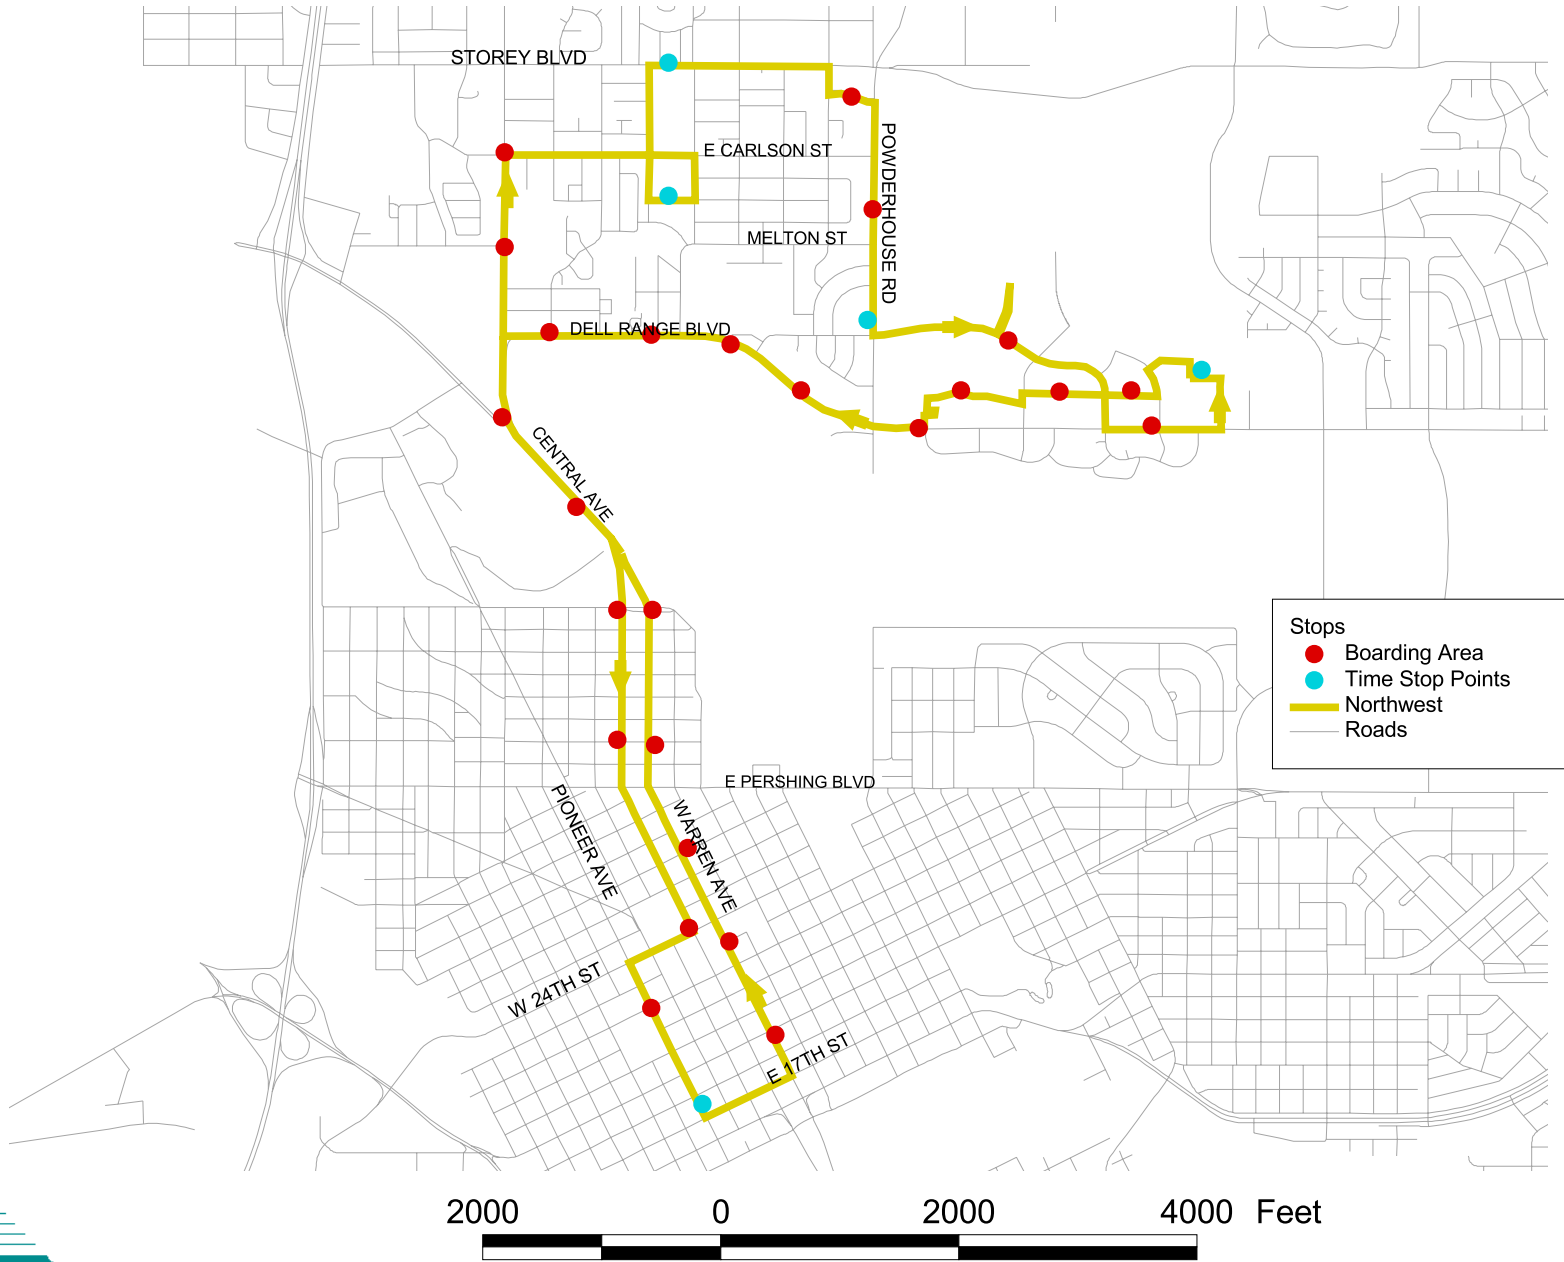 STOREY BLVD
E CARLSON ST
POWDERHOUSE RD
MELTON ST
DELL RANGE BLVD
CENTRAL AVE
Stops
Boarding Area
Time Stop Points
Northwest
Roads
E PERSHING BLVD
PIONEER AVE
WARREN AVE
W 24TH ST
E 17TH ST
2000 0 2000 4000 Feet